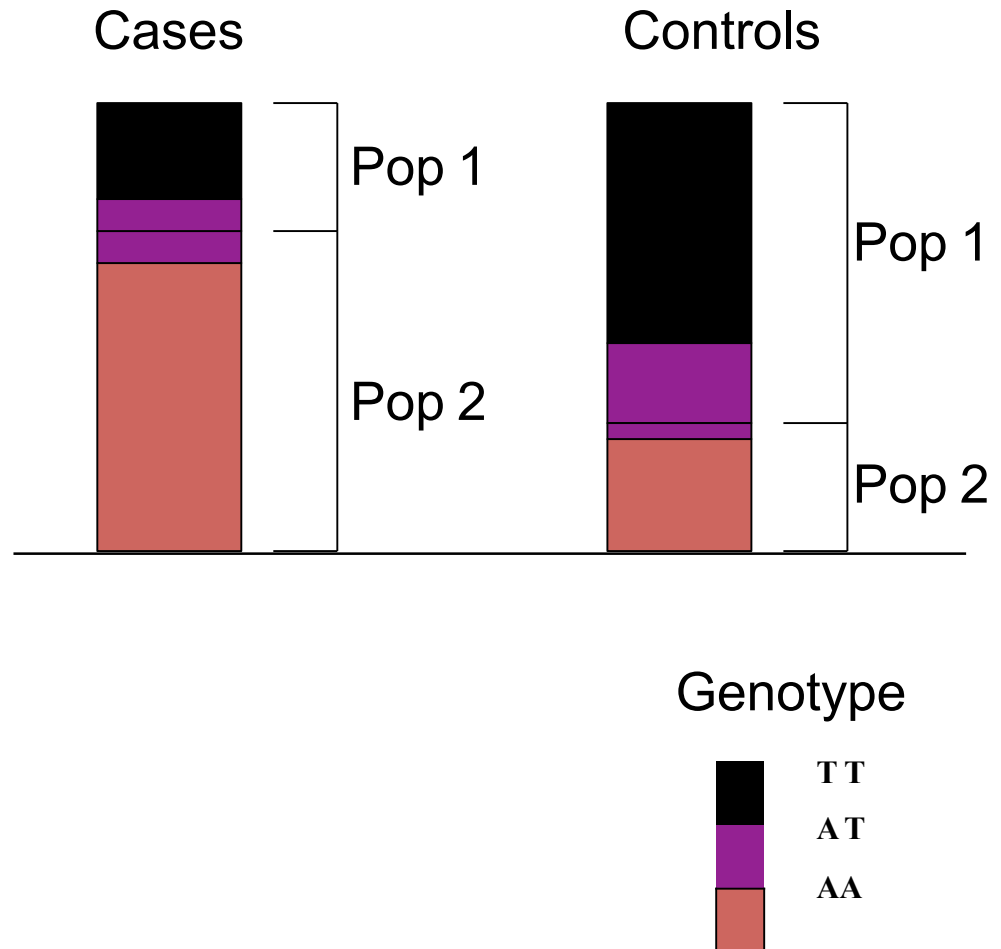 Cases
Controls
Pop 1
Pop 1
Pop 2
Pop 2
Genotype
T T
A T
AA